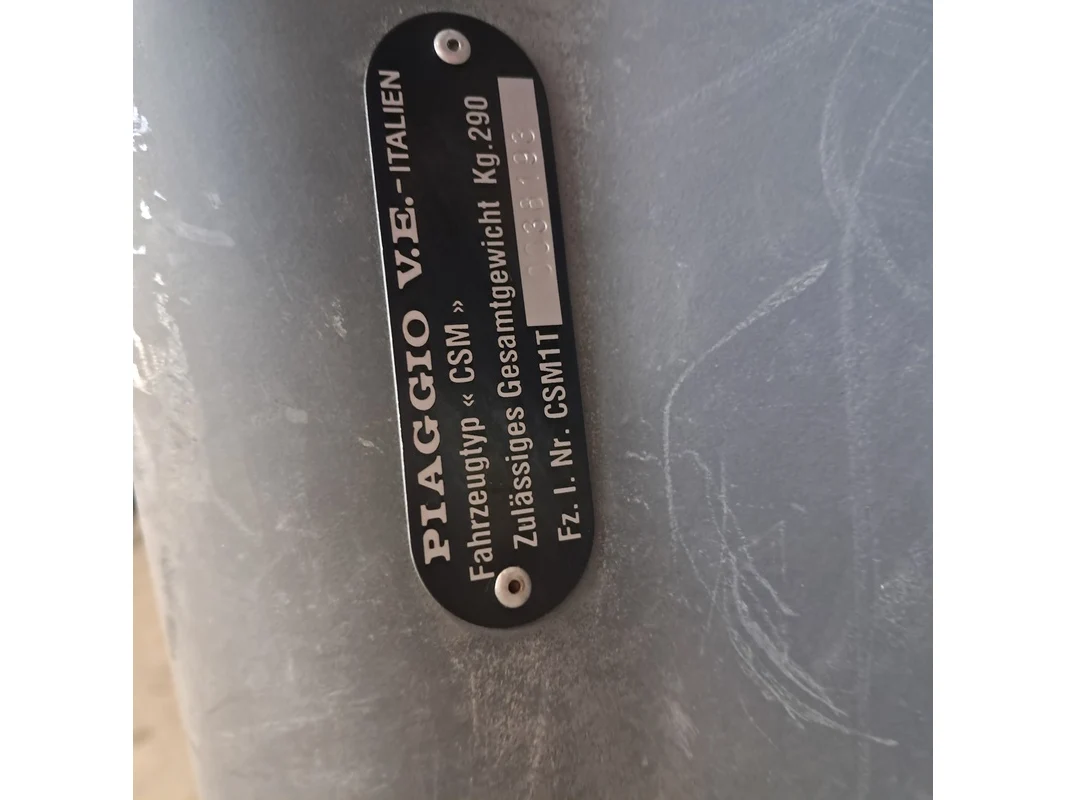 PIAGGIO V.E.-ITALIEN
Fahrzeugtyp « CSM »
Zulässiges Gesamtgewicht Kg.290
Fz. I. Nr. CSM1T